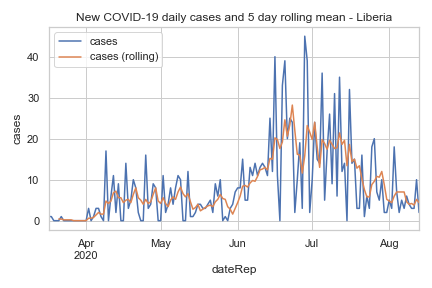 New COVID-19 daily cases and 5 day rolling mean - Liberia
cases
cases (rolling)
40
30
20
10
0
cases
Apr
2020
May
Jun
Jul
Aug
dateRep